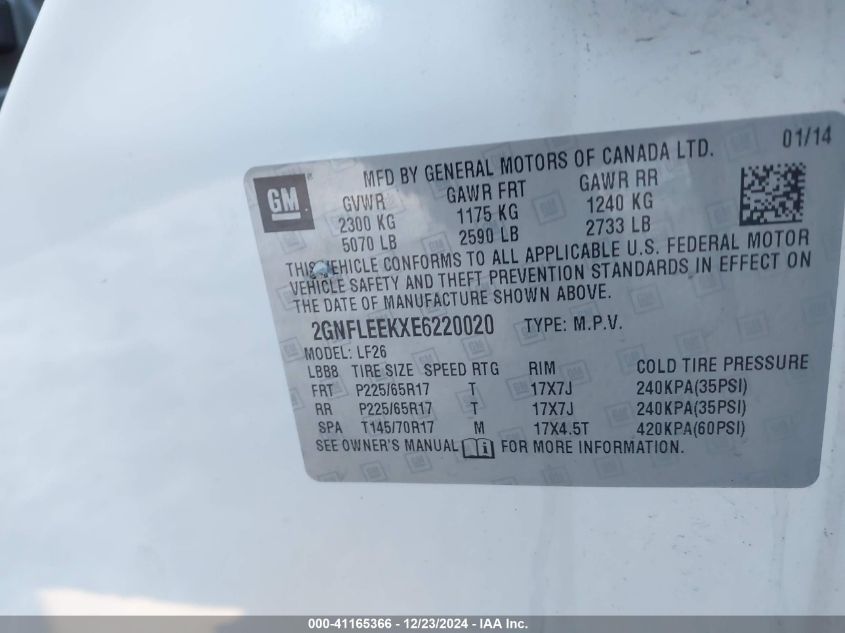 01/14
GM
MFD BY GENERAL MOTORS OF CANADA LTD.
GVWR GAWR FRT GAWR RR
2300 KG 1175 KG 1240 KG
5070 LB 2590 LB 2733 LB
THIS VEHICLE CONFORMS TO ALL APPLICABLE U.S. FEDERAL MOTOR
VEHICLE SAFETY AND THEFT PREVENTION STANDARDS IN EFFECT ON
THE DATE OF MANUFACTURE SHOWN ABOVE.
2GNFLEEKXE6220020 TYPE: M.P.V.
MODEL: LF26
LBB8 TIRE SIZE SPEED RTG RIM COLD TIRE PRESSURE
FRT P225/65R17 T 17X7J 240KPA(35PSI)
RR P225/65R17 T 17X7J 240KPA(35PSI)
SPA T145/70R17 M 17X4.5T 420KPA(60PSI)
SEE OWNER'S MANUAL FOR MORE INFORMATION.
000-41165366 - 12/23/2024 - IAA Inc.